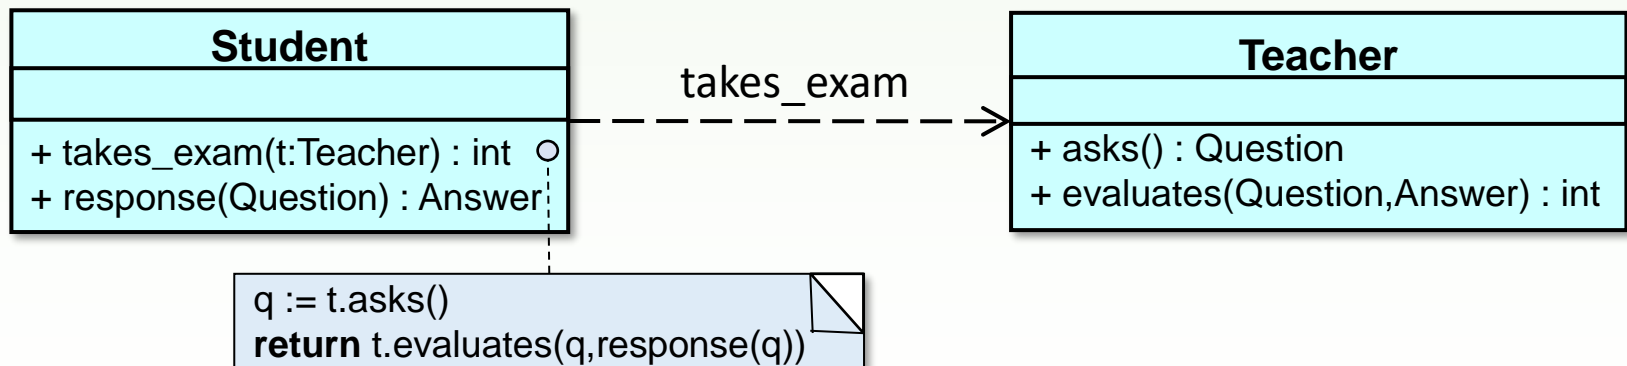 Student
+ takes_exam(t:Teacher) : int
+ response(Question) : Answer
takes_exam
Teacher
+ asks() : Question
+ evaluates(Question,Answer) : int
q := t.asks()
return t.evaluates(q,response(q))